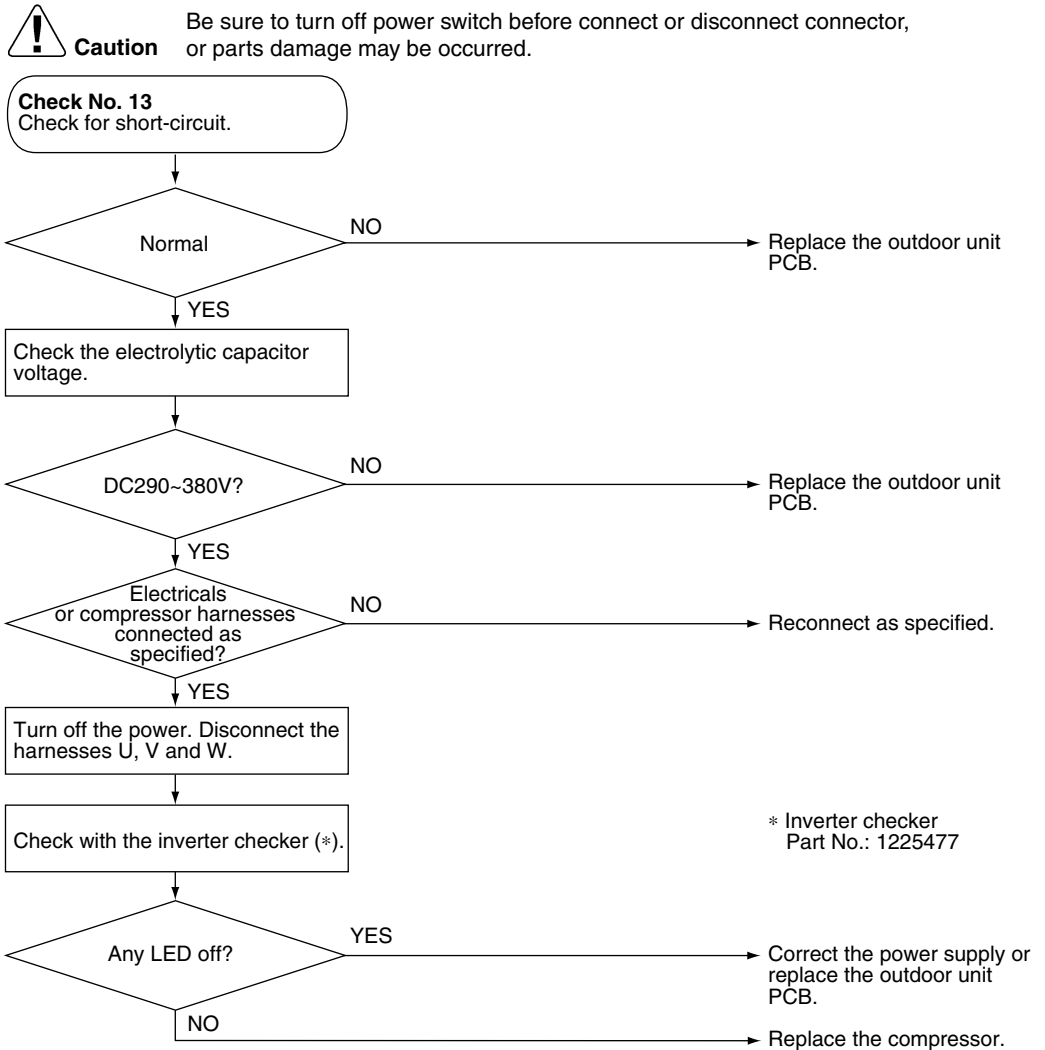 Be sure to turn off power switch before connect or disconnect connector,
Caution or parts damage may be occurred.
Check No. 13
Check for short-circuit.
Normal
NO
Replace the outdoor unit
PCB.
YES
Check the electrolytic capacitor
voltage.
DC290~380V?
NO
Replace the outdoor unit
PCB.
YES
Electricals
or compressor harnesses
connected as
specified?
NO
Reconnect as specified.
YES
Turn off the power. Disconnect the
harnesses U, V and W.
Check with the inverter checker (*).
* Inverter checker
Part No.: 1225477
Any LED off?
YES
Correct the power supply or
replace the outdoor unit
PCB.
NO
Replace the compressor.